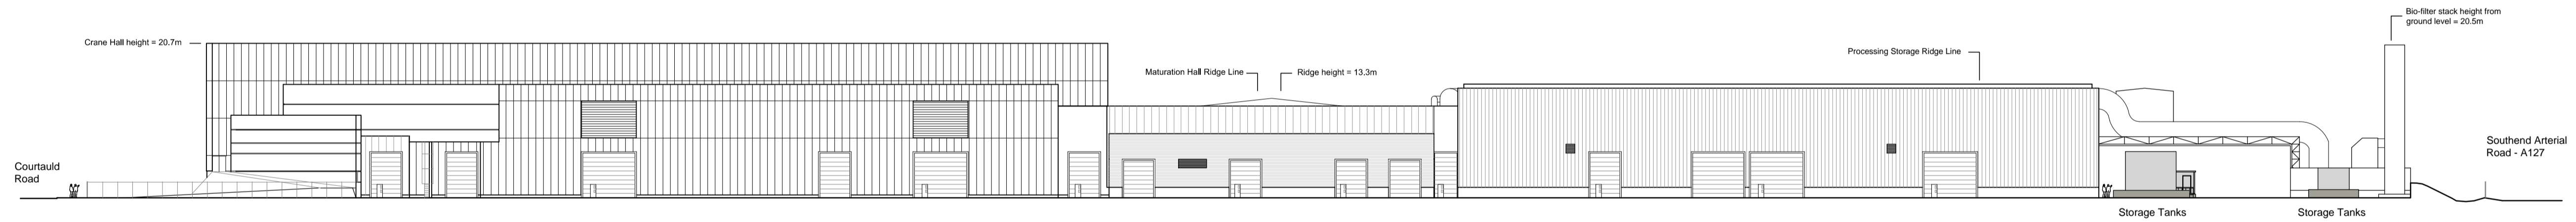 Bio-filter stack height from
ground level = 20.5m
Crane Hall height = 20.7m
Processing Storage Ridge Line
Maturation Hall Ridge Line
Ridge height = 13.3m
Courtauld
Road
Southend Arterial
Road - A127
Storage Tanks
Storage Tanks